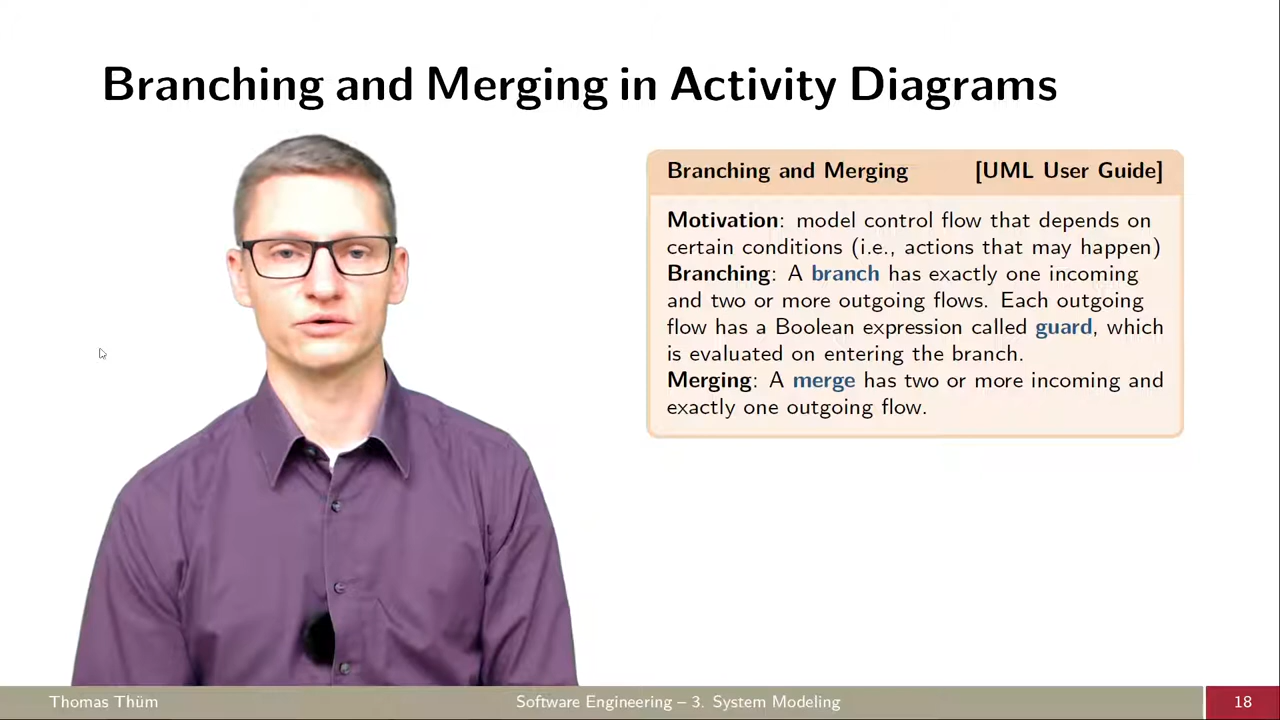 Branching and Merging in Activity Diagrams
Branching and Merging [UML User Guide]
Motivation: model control flow that depends on
certain conditions (i.e., actions that may happen)
Branching: A branch has exactly one incoming
and two or more outgoing flows. Each outgoing
flow has a Boolean expression called guard, which
is evaluated on entering the branch.
Merging: A merge has two or more incoming and
exactly one outgoing flow.
Thomas Thüm Software Engineering – 3. System Modeling 18